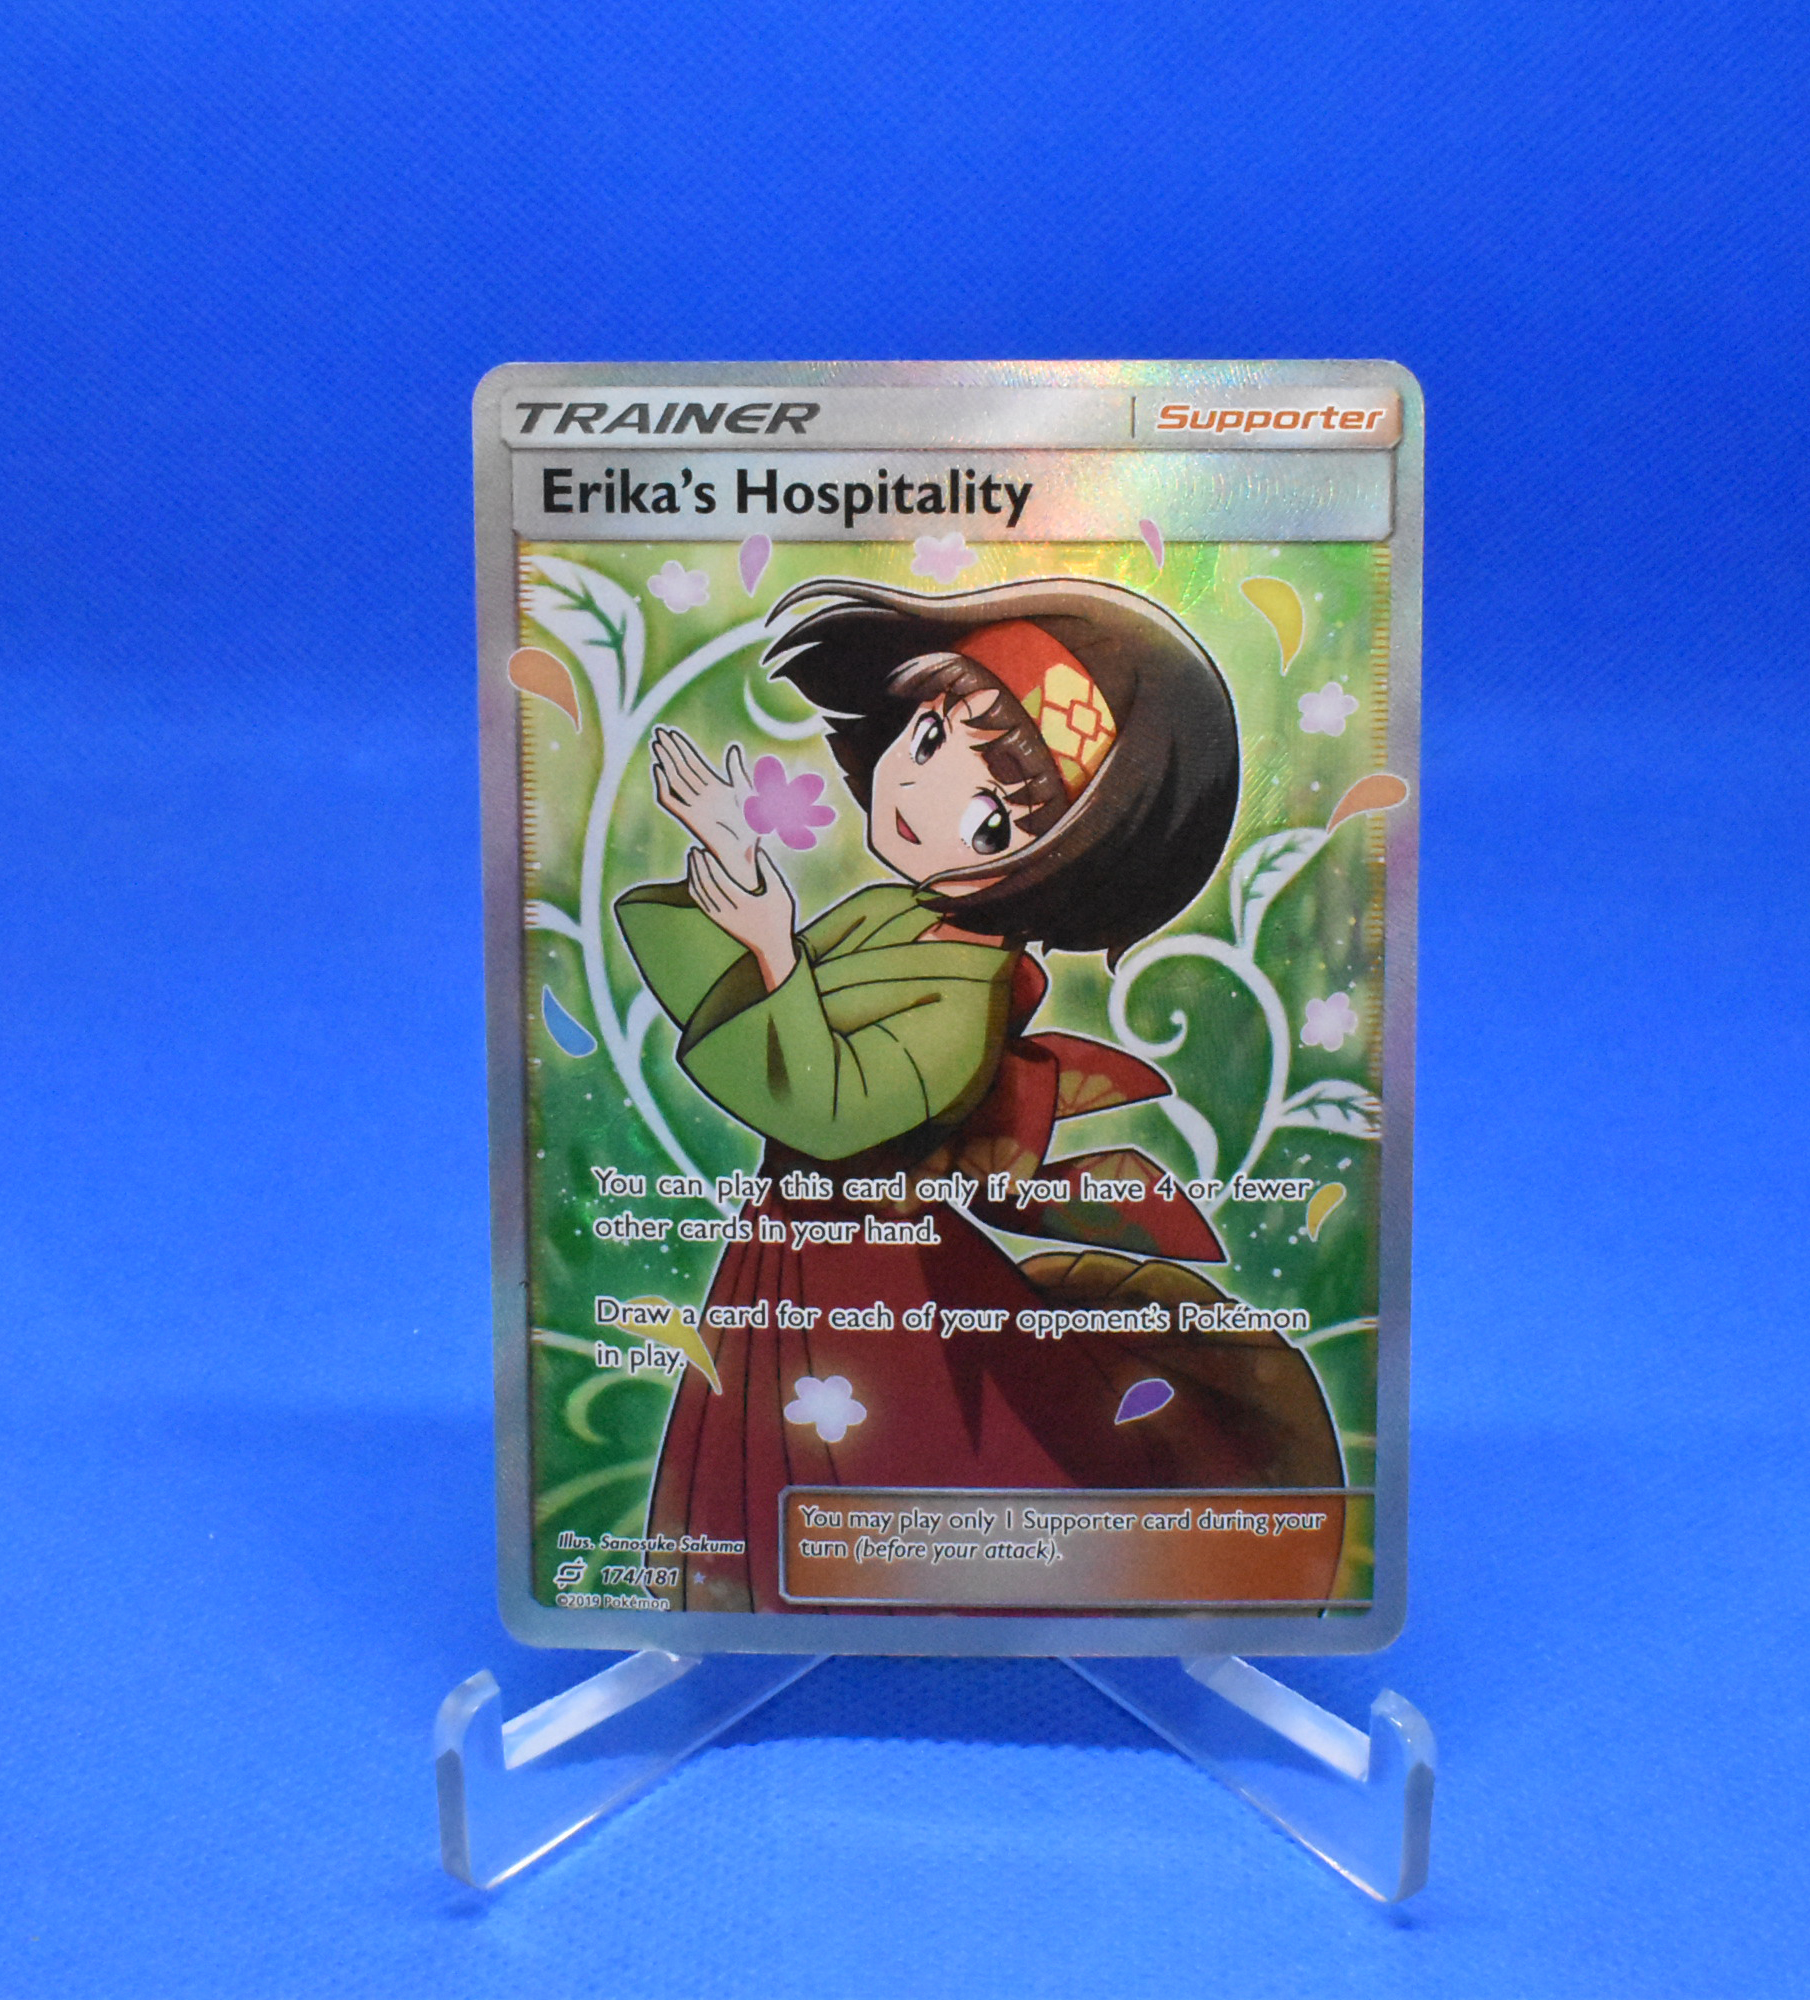 TRAINER | Supporter
Erika's Hospitality
You can play this card only if you have 4 or fewer
other cards in your hand.
Draw a card for each of your opponent's Pokémon
in play.
You may play only 1 Supporter card during your
turn (before your attack).
Illus. Sanosuke Sakuma
174/181
©2019 Pokémon